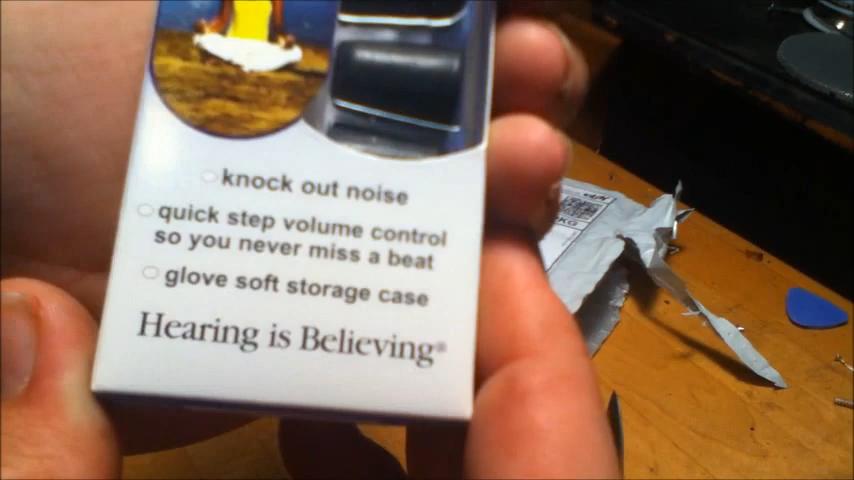 knock out noise
quick step volume control
so you never miss a beat
glove soft storage case
Hearing is Believing®